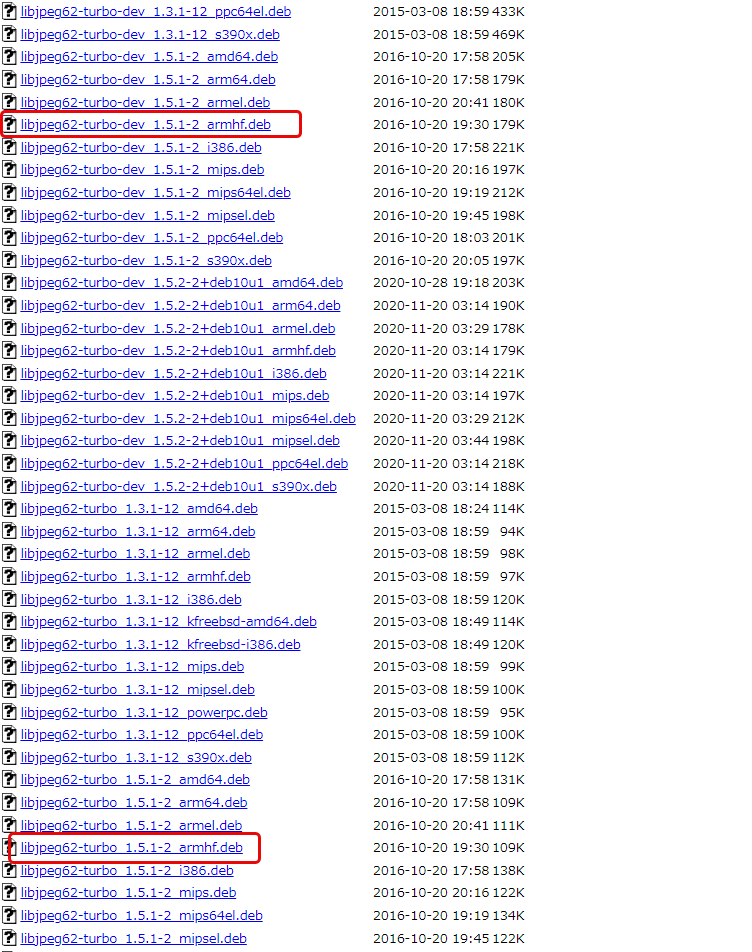 libjpeg62-turbo-dev_1.3.1-12_ppc64el.deb 2015-03-08 18:59 433K
libjpeg62-turbo-dev_1.3.1-12_s390x.deb 2015-03-08 18:59 469K
libjpeg62-turbo-dev_1.5.1-2_amd64.deb 2016-10-20 17:58 205K
libjpeg62-turbo-dev_1.5.1-2_arm64.deb 2016-10-20 17:58 179K
libjpeg62-turbo-dev_1.5.1-2_armel.deb 2016-10-20 20:41 180K
libjpeg62-turbo-dev_1.5.1-2_armhf.deb 2016-10-20 19:30 179K
libjpeg62-turbo-dev_1.5.1-2_i386.deb 2016-10-20 17:58 221K
libjpeg62-turbo-dev_1.5.1-2_mips.deb 2016-10-20 20:16 197K
libjpeg62-turbo-dev_1.5.1-2_mips64el.deb 2016-10-20 19:19 212K
libjpeg62-turbo-dev_1.5.1-2_mipsel.deb 2016-10-20 19:45 198K
libjpeg62-turbo-dev_1.5.1-2_ppc64el.deb 2016-10-20 18:03 201K
libjpeg62-turbo-dev_1.5.1-2_s390x.deb 2016-10-20 20:05 197K
libjpeg62-turbo-dev_1.5.2-2+deb10u1_amd64.deb 2020-10-28 19:18 203K
libjpeg62-turbo-dev_1.5.2-2+deb10u1_arm64.deb 2020-11-20 03:14 190K
libjpeg62-turbo-dev_1.5.2-2+deb10u1_armel.deb 2020-11-20 03:29 178K
libjpeg62-turbo-dev_1.5.2-2+deb10u1_armhf.deb 2020-11-20 03:14 179K
libjpeg62-turbo-dev_1.5.2-2+deb10u1_i386.deb 2020-11-20 03:14 221K
libjpeg62-turbo-dev_1.5.2-2+deb10u1_mips.deb 2020-11-20 03:14 197K
libjpeg62-turbo-dev_1.5.2-2+deb10u1_mips64el.deb 2020-11-20 03:29 212K
libjpeg62-turbo-dev_1.5.2-2+deb10u1_mipsel.deb 2020-11-20 03:44 198K
libjpeg62-turbo-dev_1.5.2-2+deb10u1_ppc64el.deb 2020-11-20 03:14 218K
libjpeg62-turbo-dev_1.5.2-2+deb10u1_s390x.deb 2020-11-20 03:14 188K
libjpeg62-turbo_1.3.1-12_amd64.deb 2015-03-08 18:24 114K
libjpeg62-turbo_1.3.1-12_arm64.deb 2015-03-08 18:59 94K
libjpeg62-turbo_1.3.1-12_armel.deb 2015-03-08 18:59 98K
libjpeg62-turbo_1.3.1-12_armhf.deb 2015-03-08 18:59 97K
libjpeg62-turbo_1.3.1-12_i386.deb 2015-03-08 18:59 120K
libjpeg62-turbo_1.3.1-12_kfreebsd-amd64.deb 2015-03-08 18:49 114K
libjpeg62-turbo_1.3.1-12_kfreebsd-i386.deb 2015-03-08 18:49 120K
libjpeg62-turbo_1.3.1-12_mips.deb 2015-03-08 18:59 99K
libjpeg62-turbo_1.3.1-12_mipsel.deb 2015-03-08 18:59 100K
libjpeg62-turbo_1.3.1-12_powerpc.deb 2015-03-08 18:59 95K
libjpeg62-turbo_1.3.1-12_ppc64el.deb 2015-03-08 18:59 100K
libjpeg62-turbo_1.3.1-12_s390x.deb 2015-03-08 18:59 112K
libjpeg62-turbo_1.5.1-2_amd64.deb 2016-10-20 17:58 131K
libjpeg62-turbo_1.5.1-2_arm64.deb 2016-10-20 17:58 109K
libjpeg62-turbo_1.5.1-2_armel.deb 2016-10-20 20:41 111K
libjpeg62-turbo_1.5.1-2_armhf.deb 2016-10-20 19:30 109K
libjpeg62-turbo_1.5.1-2_i386.deb 2016-10-20 17:58 138K
libjpeg62-turbo_1.5.1-2_mips.deb 2016-10-20 20:16 122K
libjpeg62-turbo_1.5.1-2_mips64el.deb 2016-10-20 19:19 134K
libjpeg62-turbo_1.5.1-2_mipsel.deb 2016-10-20 19:45 122K